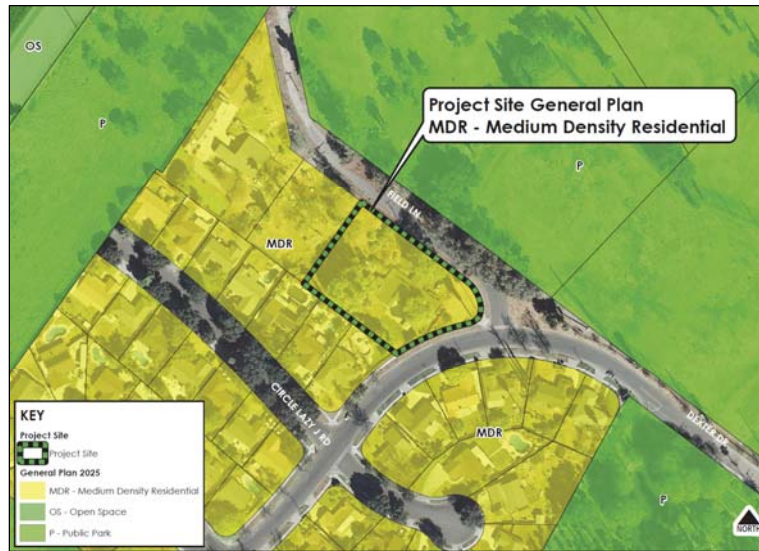 OS
P
Project Site General Plan
MDR - Medium Density Residential
P
FIELD LN
MDR
CIRCLE LAZY J RD
MDR
DEXTER DR
P
KEY
Project Site
Project Site
General Plan 2025
MDR - Medium Density Residential
OS - Open Space
P - Public Park
NORTH